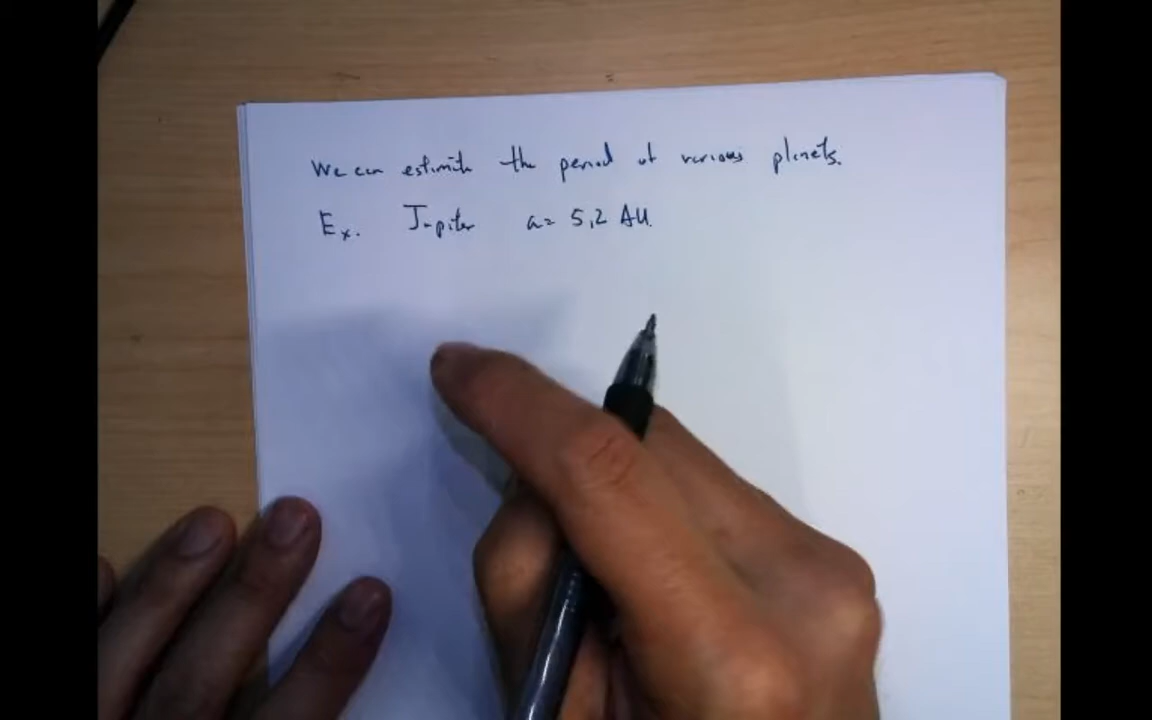 We can estimate the period of various planets.
Ex. Jupiter a = 5,2 AU.